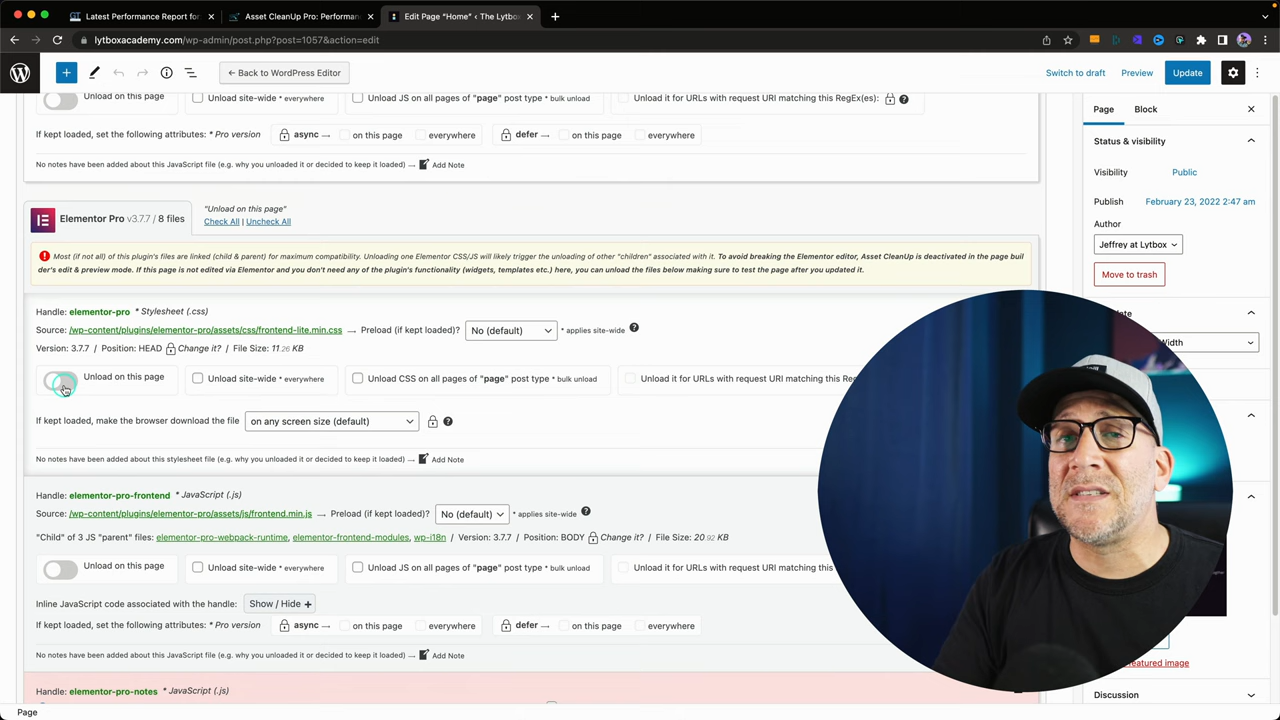 Latest Performance Report for:
Asset CleanUp Pro: Performan
Edit Page “Home” ‹ The Lytbox
lytboxacademy.com/wp-admin/post.php?post=1057&action=edit
← Back to WordPress Editor
Switch to draft
Preview
Update
Unload on this page
Unload site-wide * everywhere
Unload JS on all pages of "page" post type * bulk unload
Unload it for URLs with request URI matching this RegEx(es):
If kept loaded, set the following attributes: * Pro version
async → on this page everywhere
defer → on this page everywhere
No notes have been added about this JavaScript file (e.g. why you unloaded it or decided to keep it loaded) → Add Note
Elementor Pro v3.7.7 / 8 files
"Unload on this page"
Check All | Uncheck All
Most (if not all) of this plugin's files are linked (child & parent) for maximum compatibility. Unloading one Elementor CSS/JS will likely trigger the unloading of other "children" associated with it. To avoid breaking the Elementor editor, Asset CleanUp is deactivated in the page buil
der's edit & preview mode. If this page is not edited via Elementor and you don't need any of the plugin's functionality (widgets, templates etc.) here, you can unload the files below making sure to test the page after you updated it.
Handle: elementor-pro * Stylesheet (.css)
Source: /wp-content/plugins/elementor-pro/assets/css/frontend-lite.min.css → Preload (if kept loaded)? No (default) * applies site-wide
Version: 3.7.7 / Position: HEAD Change it? / File Size: 11.26 KB
Unload on this page
Unload site-wide * everywhere
Unload CSS on all pages of "page" post type * bulk unload
Unload it for URLs with request URI matching this Re
If kept loaded, make the browser download the file on any screen size (default)
No notes have been added about this stylesheet file (e.g. why you unloaded it or decided to keep it loaded) → Add Note
Handle: elementor-pro-frontend * JavaScript (.js)
Source: /wp-content/plugins/elementor-pro/assets/js/frontend.min.js → Preload (if kept loaded)? No (default) * applies site-wide
"Child" of 3 JS "parent" files: elementor-pro-webpack-runtime, elementor-frontend-modules, wp-i18n / Version: 3.7.7 / Position: BODY Change it? / File Size: 20.92 KB
Unload on this page
Unload site-wide * everywhere
Unload JS on all pages of "page" post type * bulk unload
Unload it for URLs with request URI matching this
Inline JavaScript code associated with the handle: Show / Hide +
If kept loaded, set the following attributes: * Pro version
async → on this page everywhere
defer → on this page everywhere
No notes have been added about this JavaScript file (e.g. why you unloaded it or decided to keep it loaded) → Add Note
Handle: elementor-pro-notes * JavaScript (.js)
Page
Page
Block
Status & visibility
Visibility
Public
Publish
February 23, 2022 2:47 am
Author
Jeffrey at Lytbox
Move to trash
Width
featured image
Discussion